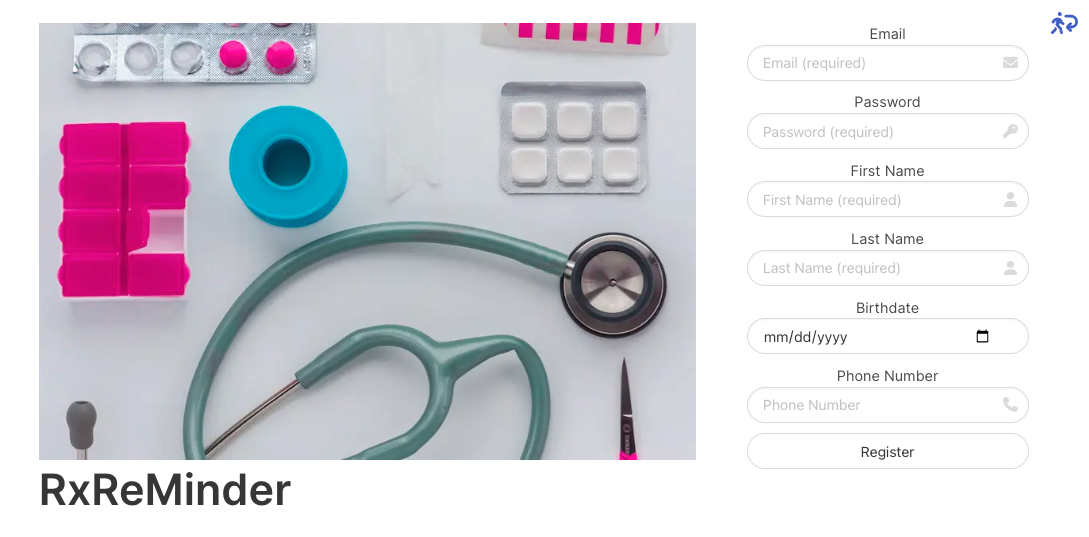 Email
Email (required)
Password
Password (required)
First Name
First Name (required)
Last Name
Last Name (required)
Birthdate
mm/dd/yyyy
Phone Number
Phone Number
Register
RxReMinder